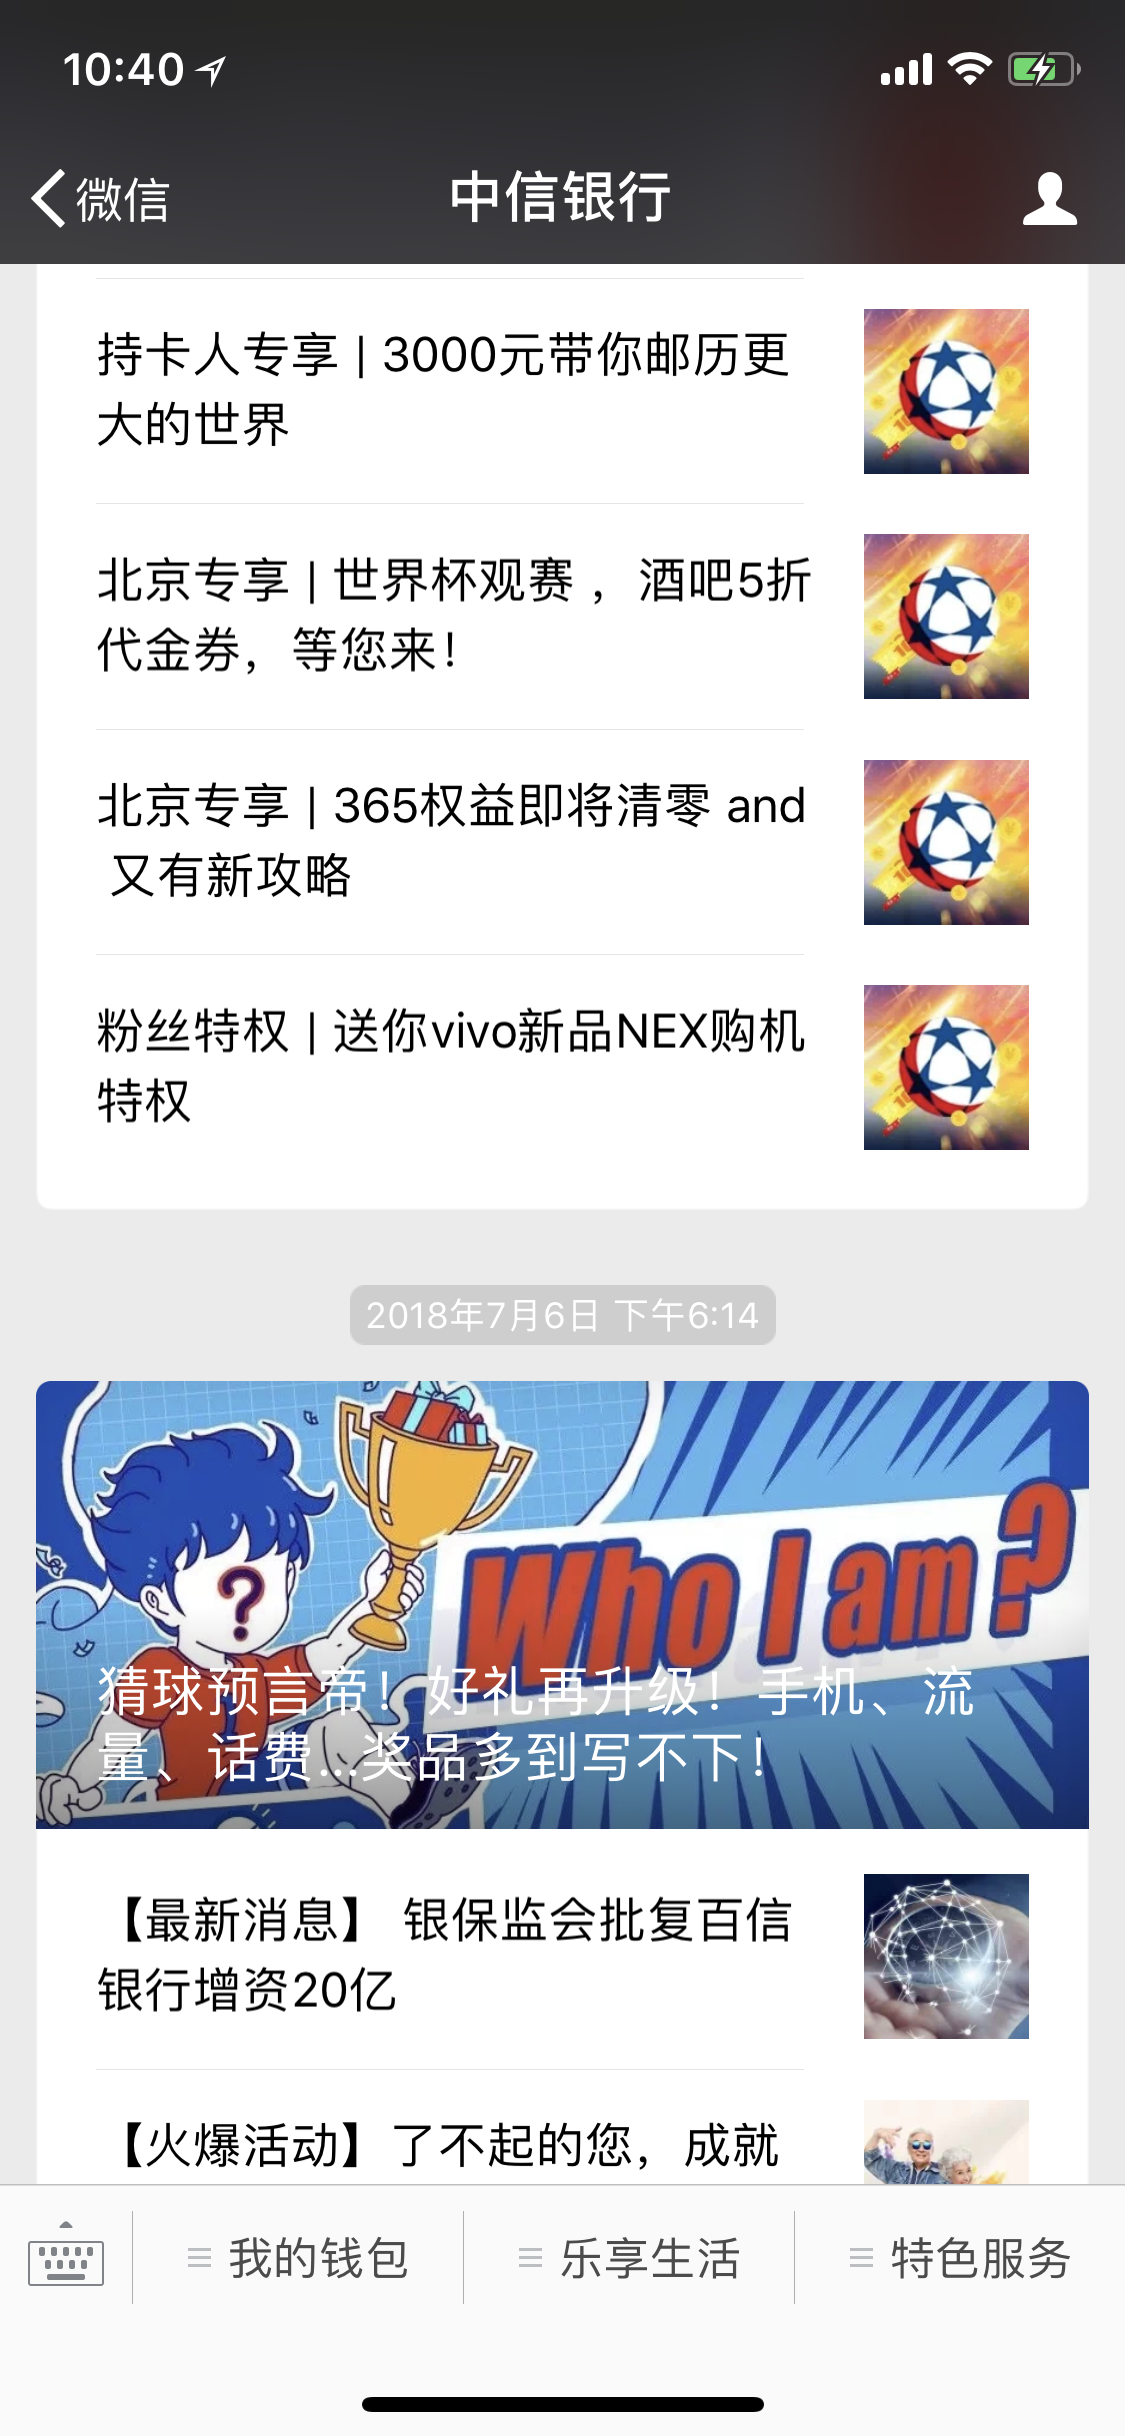 10:40
微信
中信银行
持卡人专享 | 3000元带你邮历更
大的世界
北京专享 | 世界杯观赛 ，酒吧5折
代金券，等您来！
北京专享 | 365权益即将清零 and
又有新攻略
粉丝特权 | 送你vivo新品NEX购机
特权
2018年7月6日 下午6:14
Who I am?
?
猜球预言帝！好礼再升级！手机、流
量、话费...奖品多到写不下！
【最新消息】 银保监会批复百信
银行增资20亿
【火爆活动】了不起的您，成就
我的钱包
乐享生活
特色服务